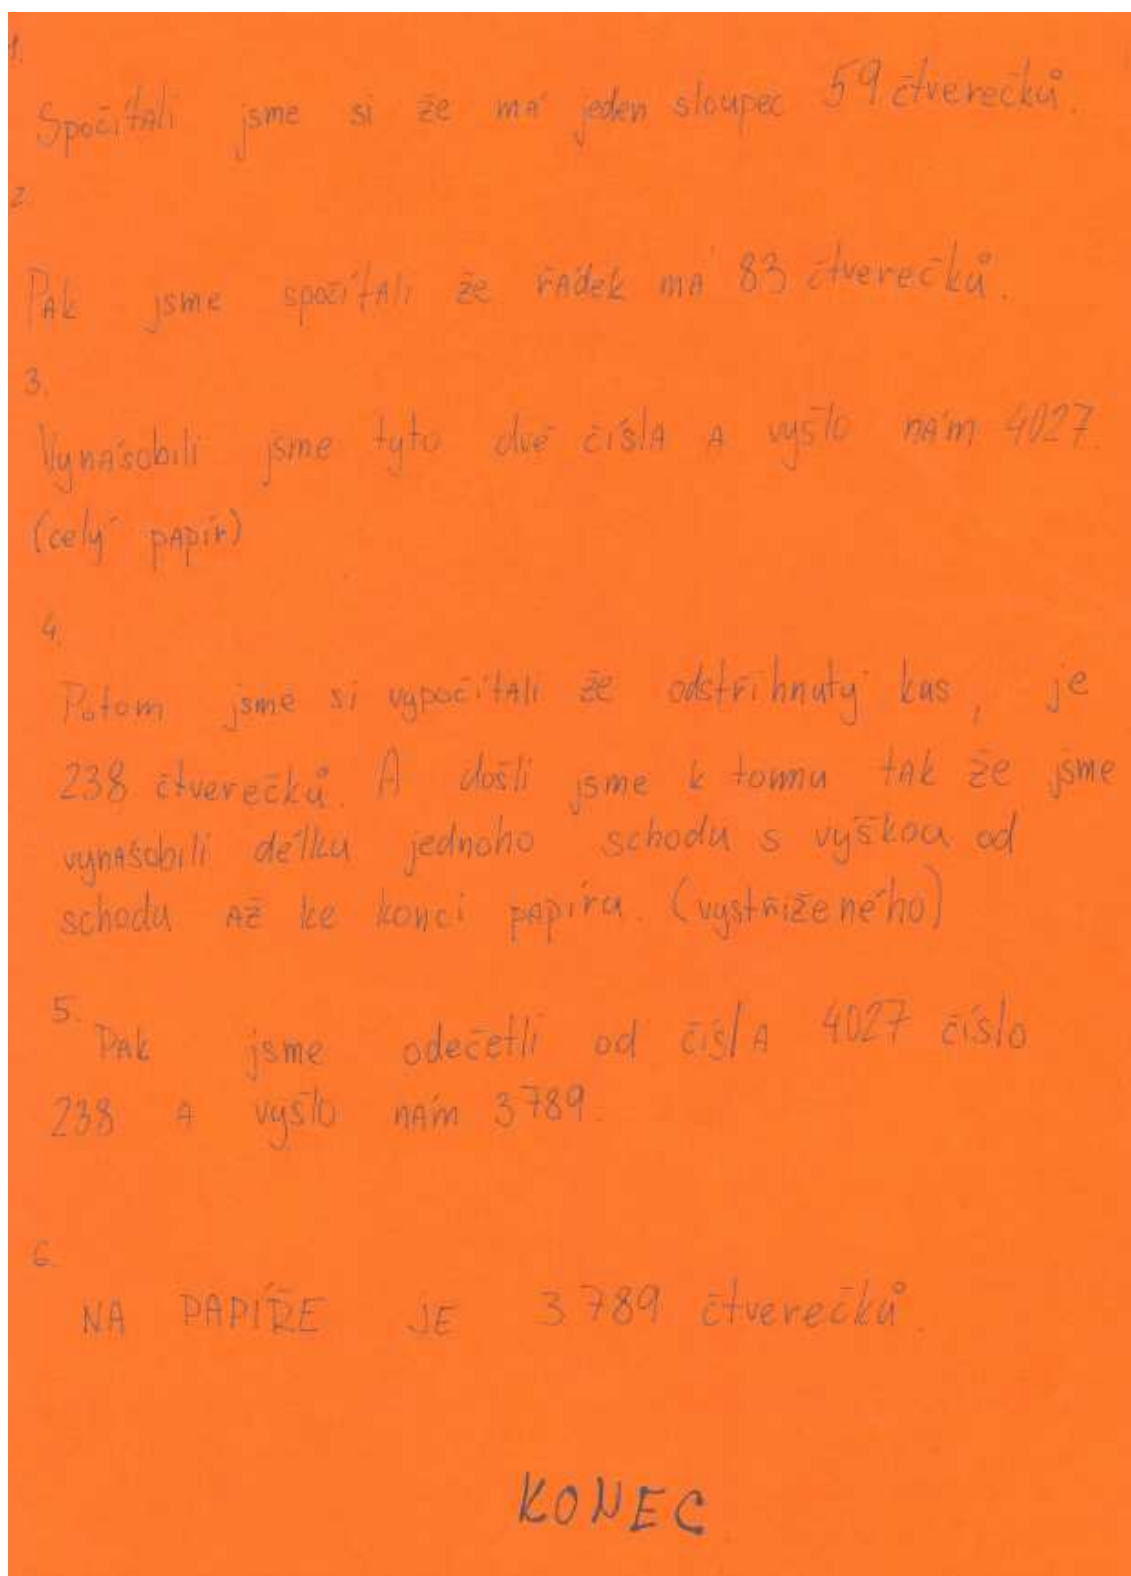 1.
Spočítali jsme si že má jeden sloupec 59 čtverečků.
2.
Pak jsme spočítali že řádek má 83 čtverečků.
3.
Vynásobili jsme tyto dvě čísla a vyšlo nám 4027.
(celý papír)
4.
Potom jsme si vypočítali že odstřihnutý kus, je
238 čtverečků. A došli jsme k tomu tak že jsme
vynásobili délku jednoho schodu s výškou od
schodu až ke konci papíru. (vystřiženého)
5.
Pak jsme odečetli od čísla 4027 číslo
238 a vyšlo nám 3789.
6.
NA PAPÍŘE JE 3789 čtverečků.
KONEC